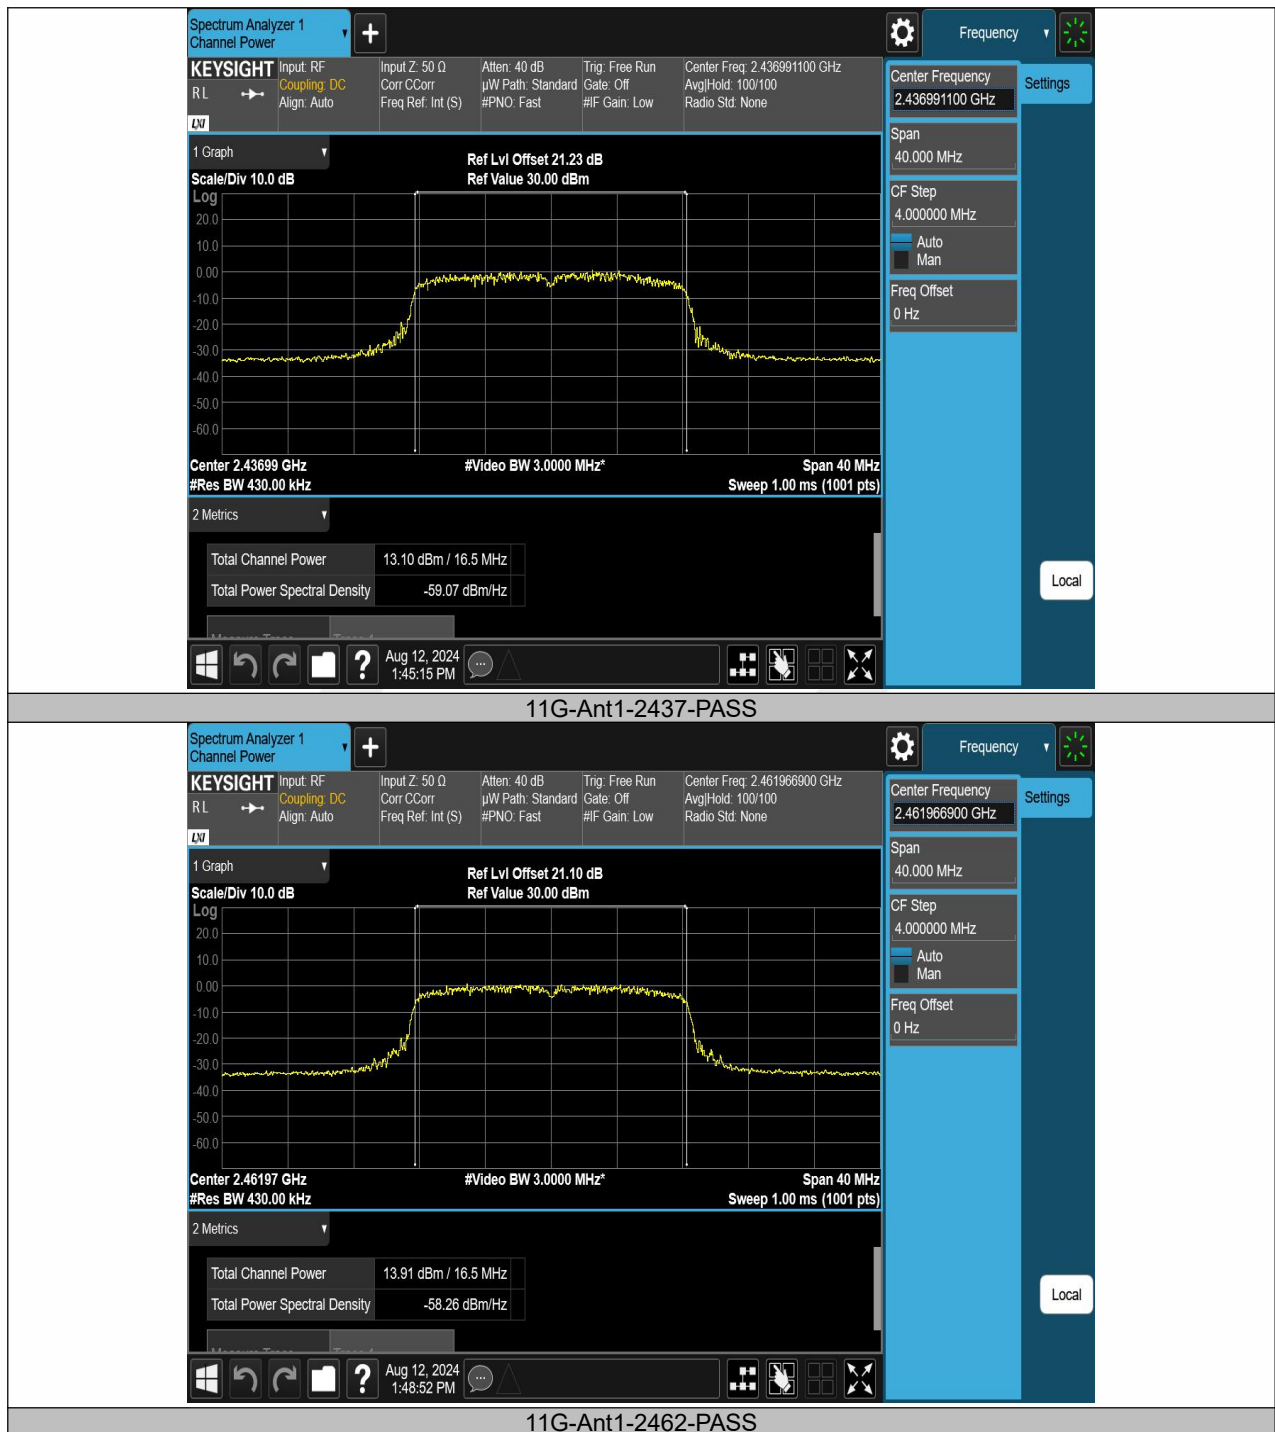 Spectrum Analyzer 1
Channel Power
+
Frequency
KEYSIGHT
R L
LXI
Input: RF
Coupling: DC
Align: Auto
Input Z: 50 Ω
Corr CCorr
Freq Ref: Int (S)
Atten: 40 dB
µW Path: Standard
#PNO: Fast
Trig: Free Run
Gate: Off
#IF Gain: Low
Center Freq: 2.436991100 GHz
Avg|Hold: 100/100
Radio Std: None
Center Frequency
2.436991100 GHz
Settings
Span
40.000 MHz
CF Step
4.000000 MHz
Auto
Man
Freq Offset
0 Hz
Local
1 Graph
Scale/Div 10.0 dB
Ref Lvl Offset 21.23 dB
Ref Value 30.00 dBm
Log
20.0
10.0
0.00
-10.0
-20.0
-30.0
-40.0
-50.0
-60.0
Center 2.43699 GHz
#Video BW 3.0000 MHz*
Span 40 MHz
#Res BW 430.00 kHz
Sweep 1.00 ms (1001 pts)
2 Metrics
Total Channel Power 13.10 dBm / 16.5 MHz
Total Power Spectral Density -59.07 dBm/Hz
?
Aug 12, 2024
1:45:15 PM
11G-Ant1-2437-PASS
Spectrum Analyzer 1
Channel Power
+
Frequency
KEYSIGHT
R L
LXI
Input: RF
Coupling: DC
Align: Auto
Input Z: 50 Ω
Corr CCorr
Freq Ref: Int (S)
Atten: 40 dB
µW Path: Standard
#PNO: Fast
Trig: Free Run
Gate: Off
#IF Gain: Low
Center Freq: 2.461966900 GHz
Avg|Hold: 100/100
Radio Std: None
Center Frequency
2.461966900 GHz
Settings
Span
40.000 MHz
CF Step
4.000000 MHz
Auto
Man
Freq Offset
0 Hz
Local
1 Graph
Scale/Div 10.0 dB
Ref Lvl Offset 21.10 dB
Ref Value 30.00 dBm
Log
20.0
10.0
0.00
-10.0
-20.0
-30.0
-40.0
-50.0
-60.0
Center 2.46197 GHz
#Video BW 3.0000 MHz*
Span 40 MHz
#Res BW 430.00 kHz
Sweep 1.00 ms (1001 pts)
2 Metrics
Total Channel Power 13.91 dBm / 16.5 MHz
Total Power Spectral Density -58.26 dBm/Hz
?
Aug 12, 2024
1:48:52 PM
11G-Ant1-2462-PASS